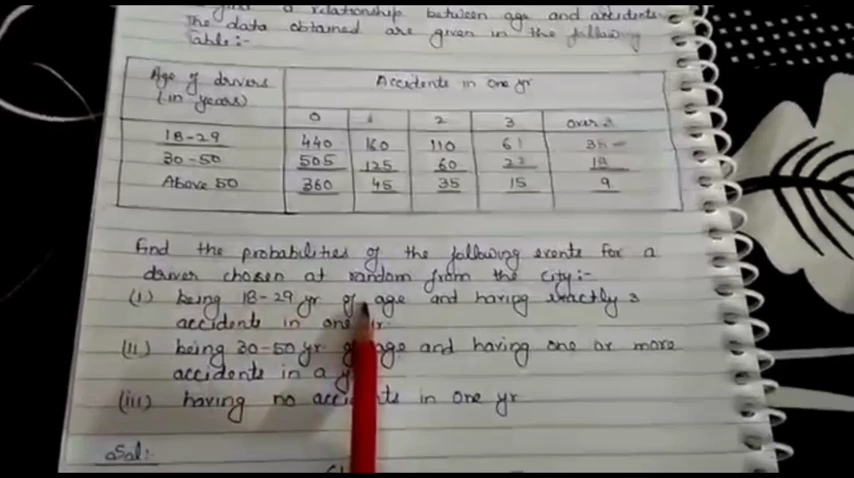 a relationship between age and accidents.
The data obtained are given in the following
Table:-
Age of drivers Accidents in one yr
(in years)
0 1 2 3 over 3
18-29 440 160 110 61 35
30-50 505 125 60 22 18
Above 50 360 45 35 15 9
Find the probabilities of the following events for a
driver chosen at random from the city:-
(i) being 18-29 yr of age and having exactly 3
accidents in one yr.
(ii) being 30-50 yr of age and having one or more
accidents in a y
(iii) having no accidents in one yr
Sol:-